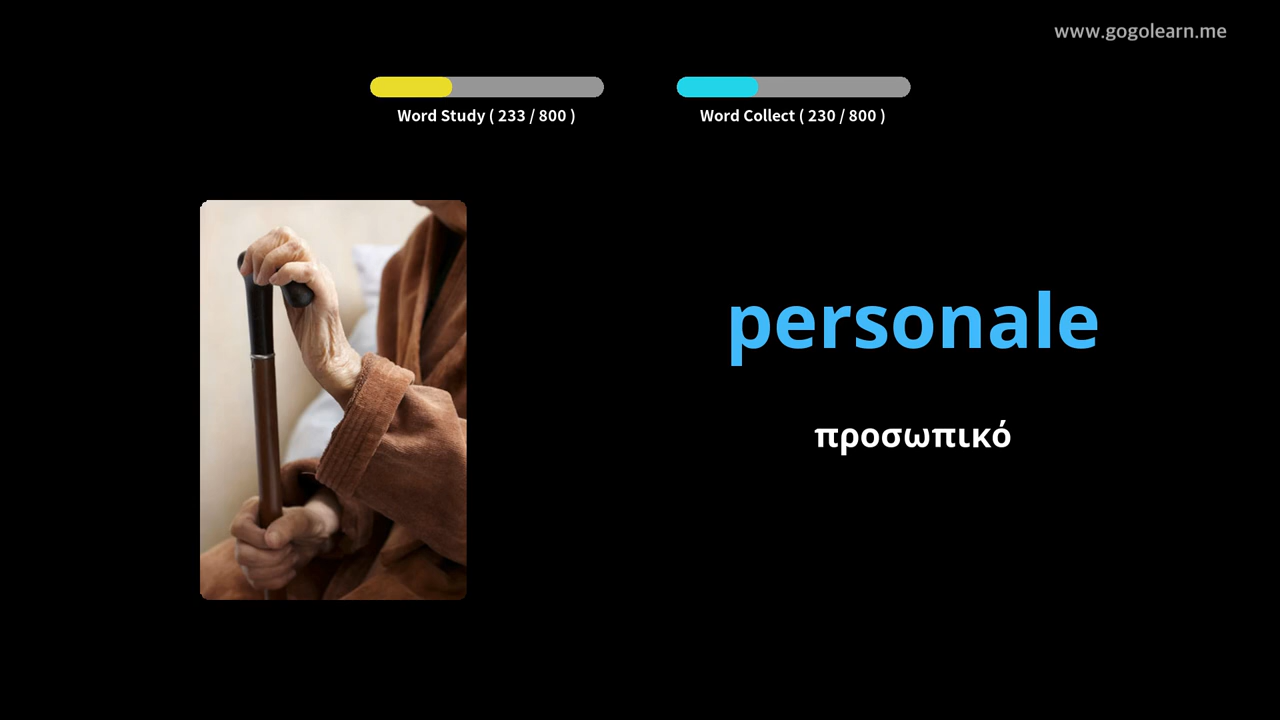 www.gogolearn.me
Word Study ( 233 / 800 )
Word Collect ( 230 / 800 )
personale
προσωπικό